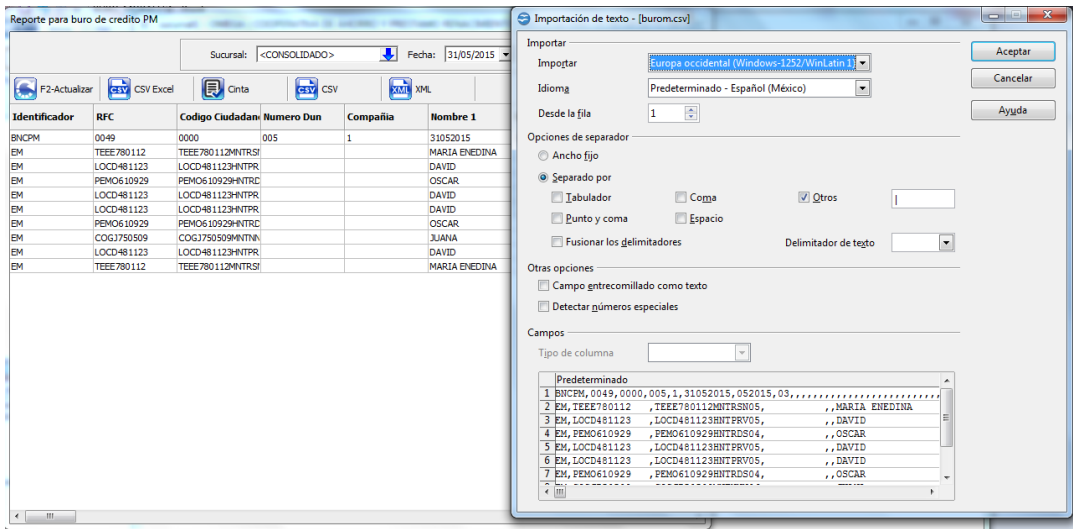 Reporte para buro de credito PM
Sucursal: <CONSOLIDADO> Fecha: 31/05/2015
F2-Actualizar CSV CSV Excel Cinta CSV CSV XML XML
Identificador RFC Codigo Ciudadan Numero Dun Compañia Nombre 1
BNCPM 0049 0000 005 1 31052015
EM TEEE780112 TEEE780112MNTRSI MARIA ENEDINA
EM LOCD481123 LOCD481123HNTPR DAVID
EM PEMO610929 PEMO610929HNTRD OSCAR
EM LOCD481123 LOCD481123HNTPR DAVID
EM LOCD481123 LOCD481123HNTPR DAVID
EM PEMO610929 PEMO610929HNTRD OSCAR
EM COGJ750509 COGJ750509MNTNN JUANA
EM LOCD481123 LOCD481123HNTPR DAVID
EM TEEE780112 TEEE780112MNTRSI MARIA ENEDINA
Importación de texto - [burom.csv]
Importar
Importar Europa occidental (Windows-1252/WinLatin 1)
Idioma Predeterminado - Español (México)
Desde la fila 1
Opciones de separador
Ancho fijo
Separado por
Tabulador Coma Otros |
Punto y coma Espacio
Fusionar los delimitadores Delimitador de texto
Otras opciones
Campo entrecomillado como texto
Detectar números especiales
Campos
Tipo de columna
Predeterminado
1 BNCPM,0049,0000,005,1,31052015,052015,03,,,,,,,,,,,,,,,,,,,,,
2 EM,TEEE780112 ,TEEE780112MNTRSN05, ,,MARIA ENEDINA
3 EM,LOCD481123 ,LOCD481123HNTPRV05, ,,DAVID
4 EM,PEMO610929 ,PEMO610929HNTRDS04, ,,OSCAR
5 EM,LOCD481123 ,LOCD481123HNTPRV05, ,,DAVID
6 EM,LOCD481123 ,LOCD481123HNTPRV05, ,,DAVID
7 EM,PEMO610929 ,PEMO610929HNTRDS04, ,,OSCAR
Aceptar
Cancelar
Ayuda